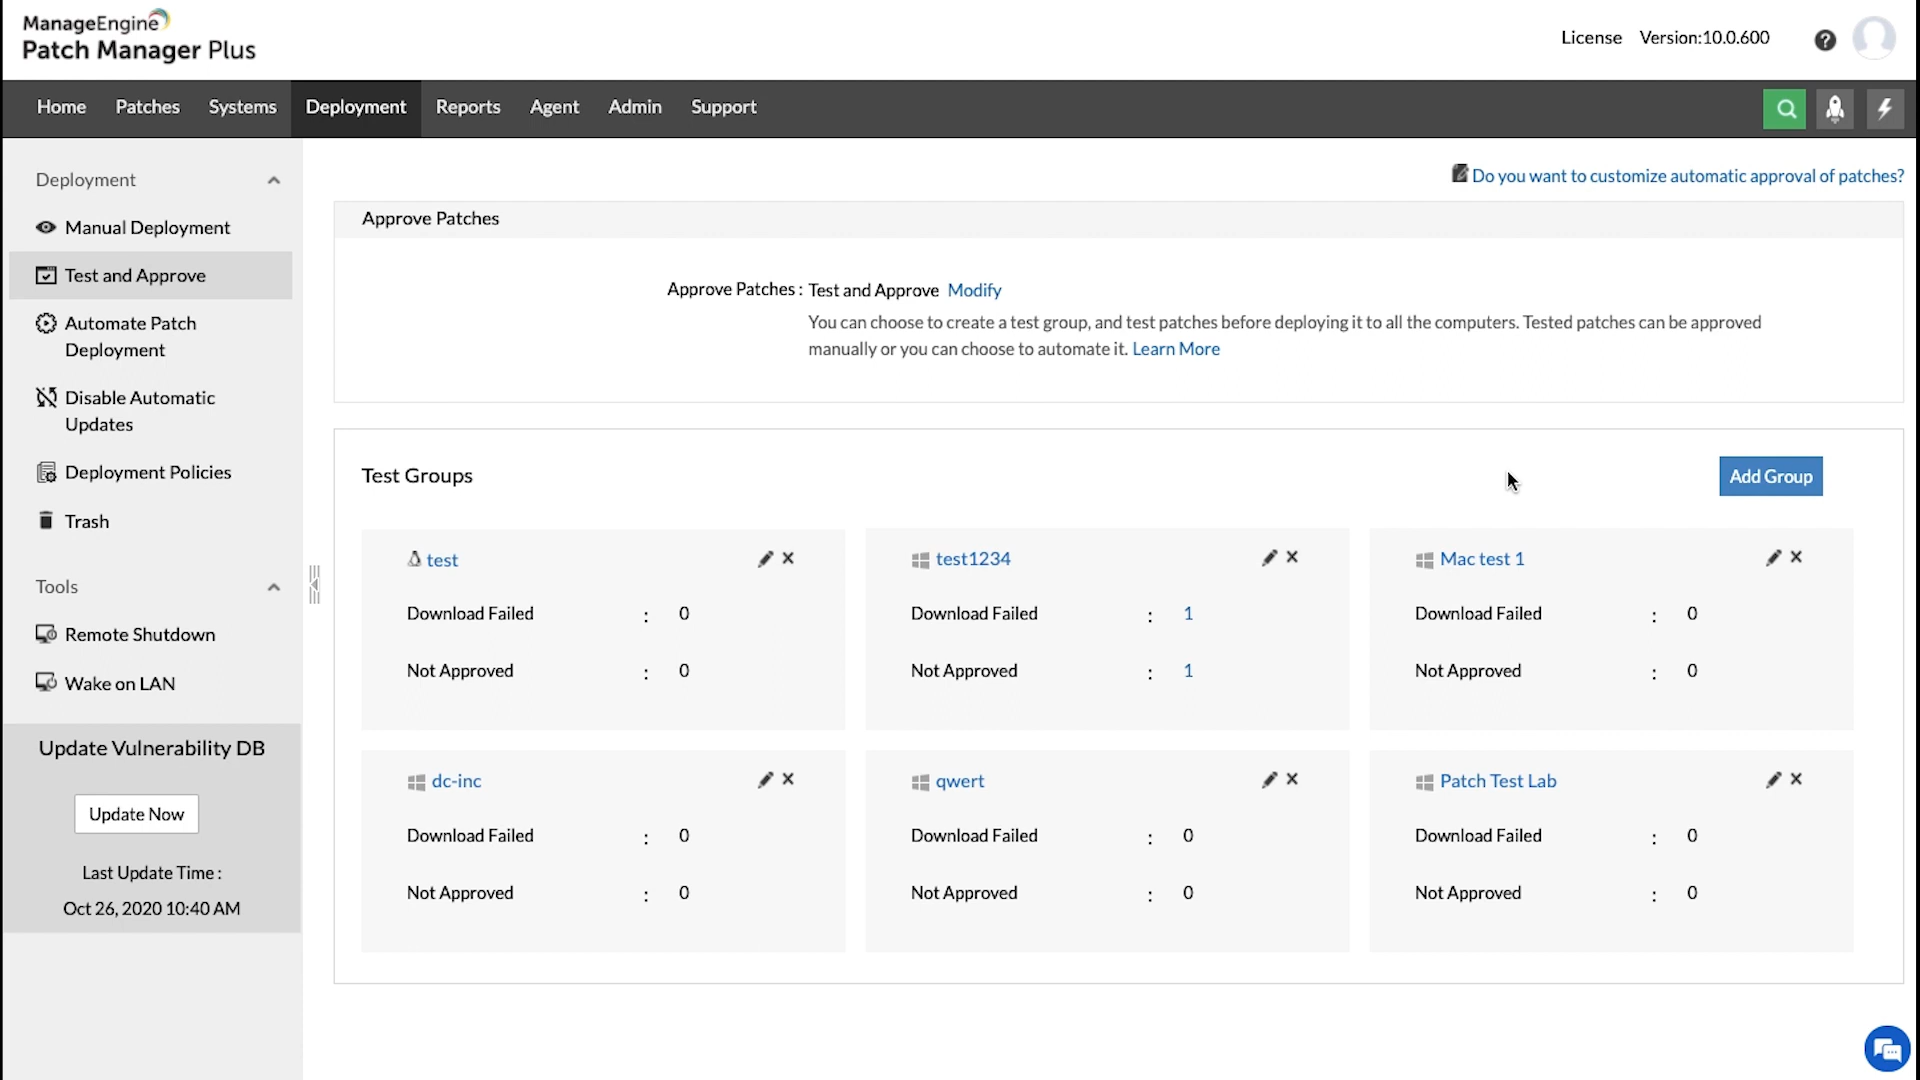 ManageEngine
Patch Manager Plus
License Version:10.0.600
Home Patches Systems Deployment Reports Agent Admin Support
Deployment
Manual Deployment
Test and Approve
Automate Patch
Deployment
Disable Automatic
Updates
Deployment Policies
Trash
Tools
Remote Shutdown
Wake on LAN
Update Vulnerability DB
Update Now
Last Update Time :
Oct 26, 2020 10:40 AM
Do you want to customize automatic approval of patches?
Approve Patches
Approve Patches : Test and Approve Modify
You can choose to create a test group, and test patches before deploying it to all the computers. Tested patches can be approved
manually or you can choose to automate it. Learn More
Test Groups
Add Group
test
Download Failed : 0
Not Approved : 0
test1234
Download Failed : 1
Not Approved : 1
Mac test 1
Download Failed : 0
Not Approved : 0
dc-inc
Download Failed : 0
Not Approved : 0
qwert
Download Failed : 0
Not Approved : 0
Patch Test Lab
Download Failed : 0
Not Approved : 0